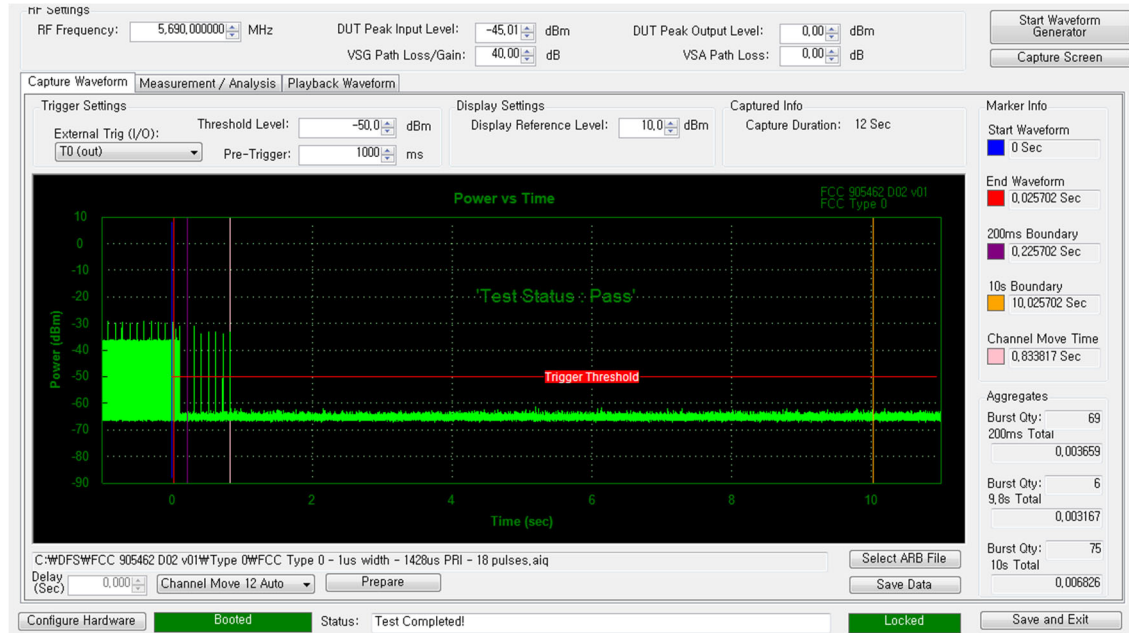 RF Settings
RF Frequency: 5,690,000000 MHz DUT Peak Input Level: -45,01 dBm DUT Peak Output Level: 0,00 dBm
VSG Path Loss/Gain: 40,00 dB VSA Path Loss: 0,00 dB
Start Waveform
Generator
Capture Screen
Capture Waveform Measurement / Analysis Playback Waveform
Trigger Settings
External Trig (I/O): Threshold Level: -50,0 dBm
T0 (out) Pre-Trigger: 1000 ms
Display Settings
Display Reference Level: 10,0 dBm
Captured Info
Capture Duration: 12 Sec
Marker Info
Start Waveform
0 Sec
End Waveform
0,025702 Sec
200ms Boundary
0,225702 Sec
10s Boundary
10,025702 Sec
Channel Move Time
0,833817 Sec
Power vs Time
FCC 905462 D02 v01
FCC Type 0
'Test Status : Pass'
Trigger Threshold
Power (dBm)
10
0
-10
-20
-30
-40
-50
-60
-70
-80
-90
0 2 4 6 8 10
Time (sec)
Aggregates
Burst Qty: 69
200ms Total
0,003659
Burst Qty: 6
9,8s Total
0,003167
Burst Qty: 75
10s Total
0,006826
C:₩DFS₩FCC 905462 D02 v01₩Type 0₩FCC Type 0 - 1us width - 1428us PRI - 18 pulses,aiq
Select ARB File
Delay
(Sec) 0,000 Channel Move 12 Auto Prepare
Save Data
Configure Hardware Booted Status: Test Completed! Locked Save and Exit